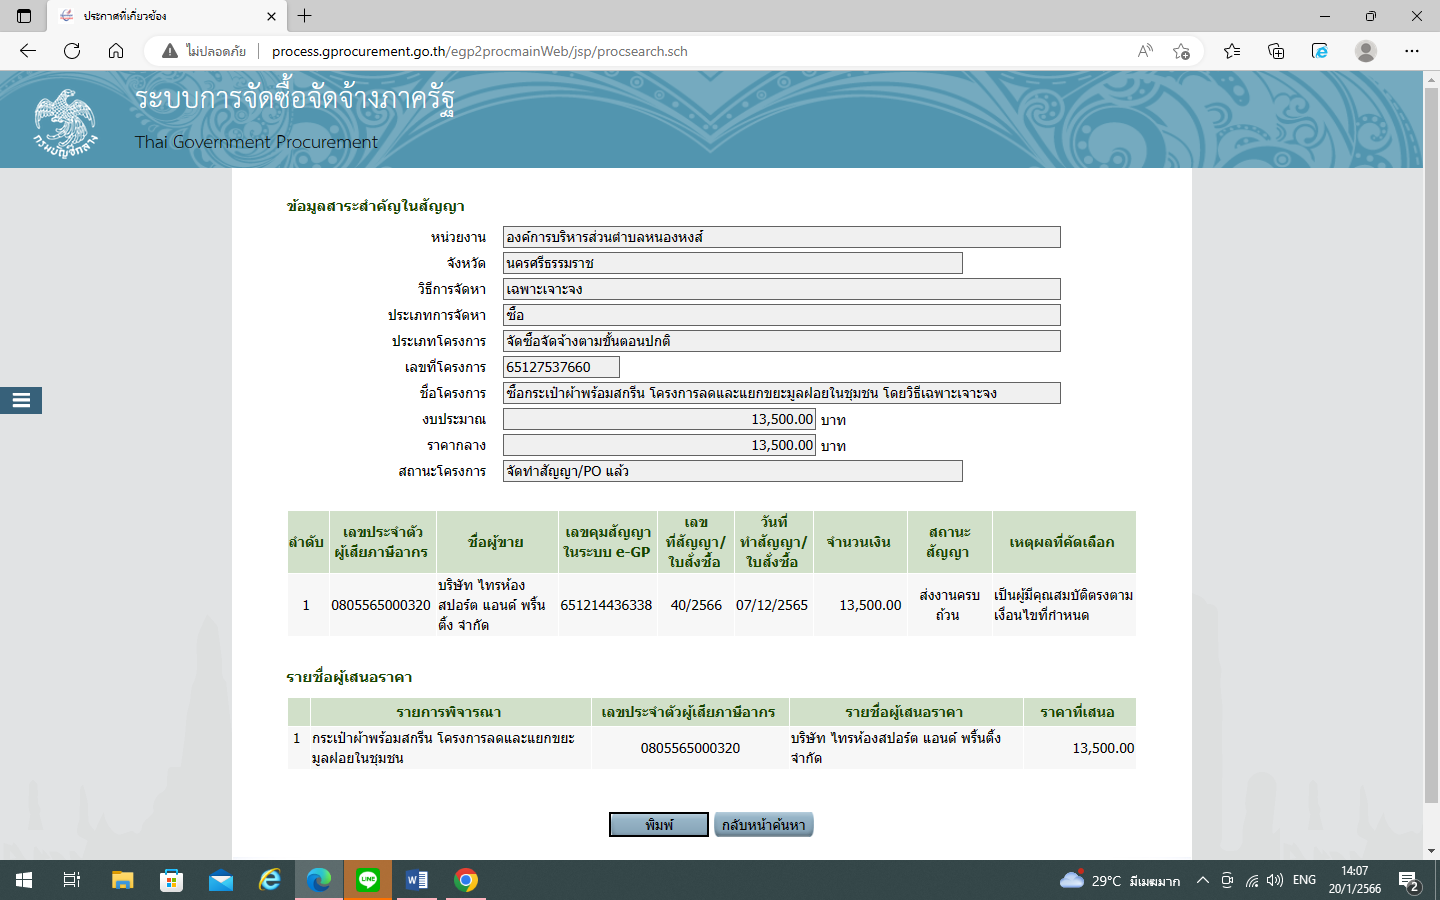 ประกาศที่เกี่ยวข้อง
ไม่ปลอดภัย
process.gprocurement.go.th/egp2procmainWeb/jsp/procsearch.sch
ระบบการจัดซื้อจัดจ้างภาครัฐ
Thai Government Procurement
กรมบัญชีกลาง
ข้อมูลสาระสำคัญในสัญญา
หน่วยงาน องค์การบริหารส่วนตำบลหนองหงส์
จังหวัด นครศรีธรรมราช
วิธีการจัดหา เฉพาะเจาะจง
ประเภทการจัดหา ซื้อ
ประเภทโครงการ จัดซื้อจัดจ้างตามขั้นตอนปกติ
เลขที่โครงการ 65127537660
ชื่อโครงการ ซื้อกระเป๋าผ้าพร้อมสกรีน โครงการลดและแยกขยะมูลฝอยในชุมชน โดยวิธีเฉพาะเจาะจง
งบประมาณ 13,500.00 บาท
ราคากลาง 13,500.00 บาท
สถานะโครงการ จัดทำสัญญา/PO แล้ว
ลำดับ
เลขประจำตัว
ผู้เสียภาษีอากร
ชื่อผู้ขาย
เลขคุมสัญญา
ในระบบ e-GP
เลข
ที่สัญญา/
ใบสั่งซื้อ
วันที่
ทำสัญญา/
ใบสั่งซื้อ
จำนวนเงิน
สถานะ
สัญญา
เหตุผลที่คัดเลือก
1
0805565000320
บริษัท ไทรห้อง
สปอร์ต แอนด์ พริ้น
ติ้ง จำกัด
651214436338
40/2566
07/12/2565
13,500.00
ส่งงานครบ
ถ้วน
เป็นผู้มีคุณสมบัติตรงตาม
เงื่อนไขที่กำหนด
รายชื่อผู้เสนอราคา
รายการพิจารณา
เลขประจำตัวผู้เสียภาษีอากร
รายชื่อผู้เสนอราคา
ราคาที่เสนอ
1
กระเป๋าผ้าพร้อมสกรีน โครงการลดและแยกขยะ
มูลฝอยในชุมชน
0805565000320
บริษัท ไทรห้องสปอร์ต แอนด์ พริ้นติ้ง
จำกัด
13,500.00
พิมพ์
กลับหน้าค้นหา
29°C มีเมฆมาก
ENG
14:07
20/1/2566
2